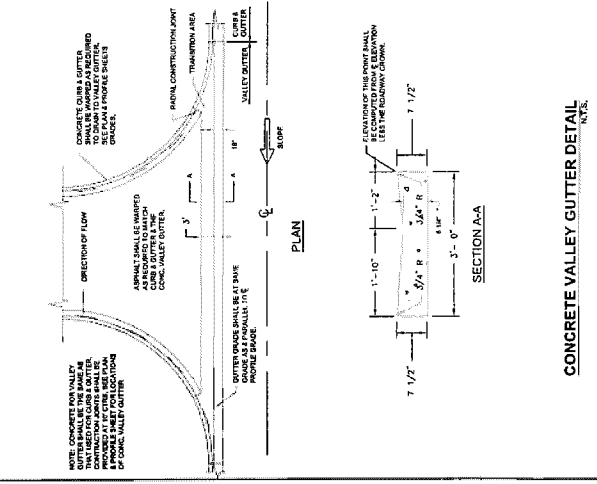 NOTE: CONCRETE FOR VALLEY
GUTTER SHALL BE THE SAME AS
THAT USED FOR CURB & GUTTER.
CONTRACTION JOINTS SHALL BE
PROVIDED AT 10' CTRS. SEE PLAN
& PROFILE SHEET FOR LOCATIONS
OF CONC. VALLEY GUTTER
DIRECTION OF FLOW
CONCRETE CURB & GUTTER
SHALL BE WARPED AS REQUIRED
TO DRAIN TO VALLEY GUTTER.
SEE PLAN & PROFILE SHEETS
GRADES.
RADIAL CONSTRUCTION JOINT
TRANSITION AREA
CURB &
GUTTER
VALLEY GUTTER
ASPHALT SHALL BE WARPED
AS REQUIRED TO MATCH
CURB & GUTTER & THE
CONC. VALLEY GUTTER.
3'
A
A
18"
GUTTER GRADE SHALL BE AT SAME
GRADE AS & PARALLEL TO ℄
PROFILE GRADE.
℄
SLOPE
PLAN
ELEVATION OF THIS POINT SHALL
BE COMPUTED FROM ℄ ELEVATION
LESS THE ROADWAY CROWN.
1'-10"
1'-2"
7 1/2"
7 1/2"
3/4" R
3/4" R
3'- 0"
SECTION A-A
CONCRETE VALLEY GUTTER DETAIL
N.T.S.